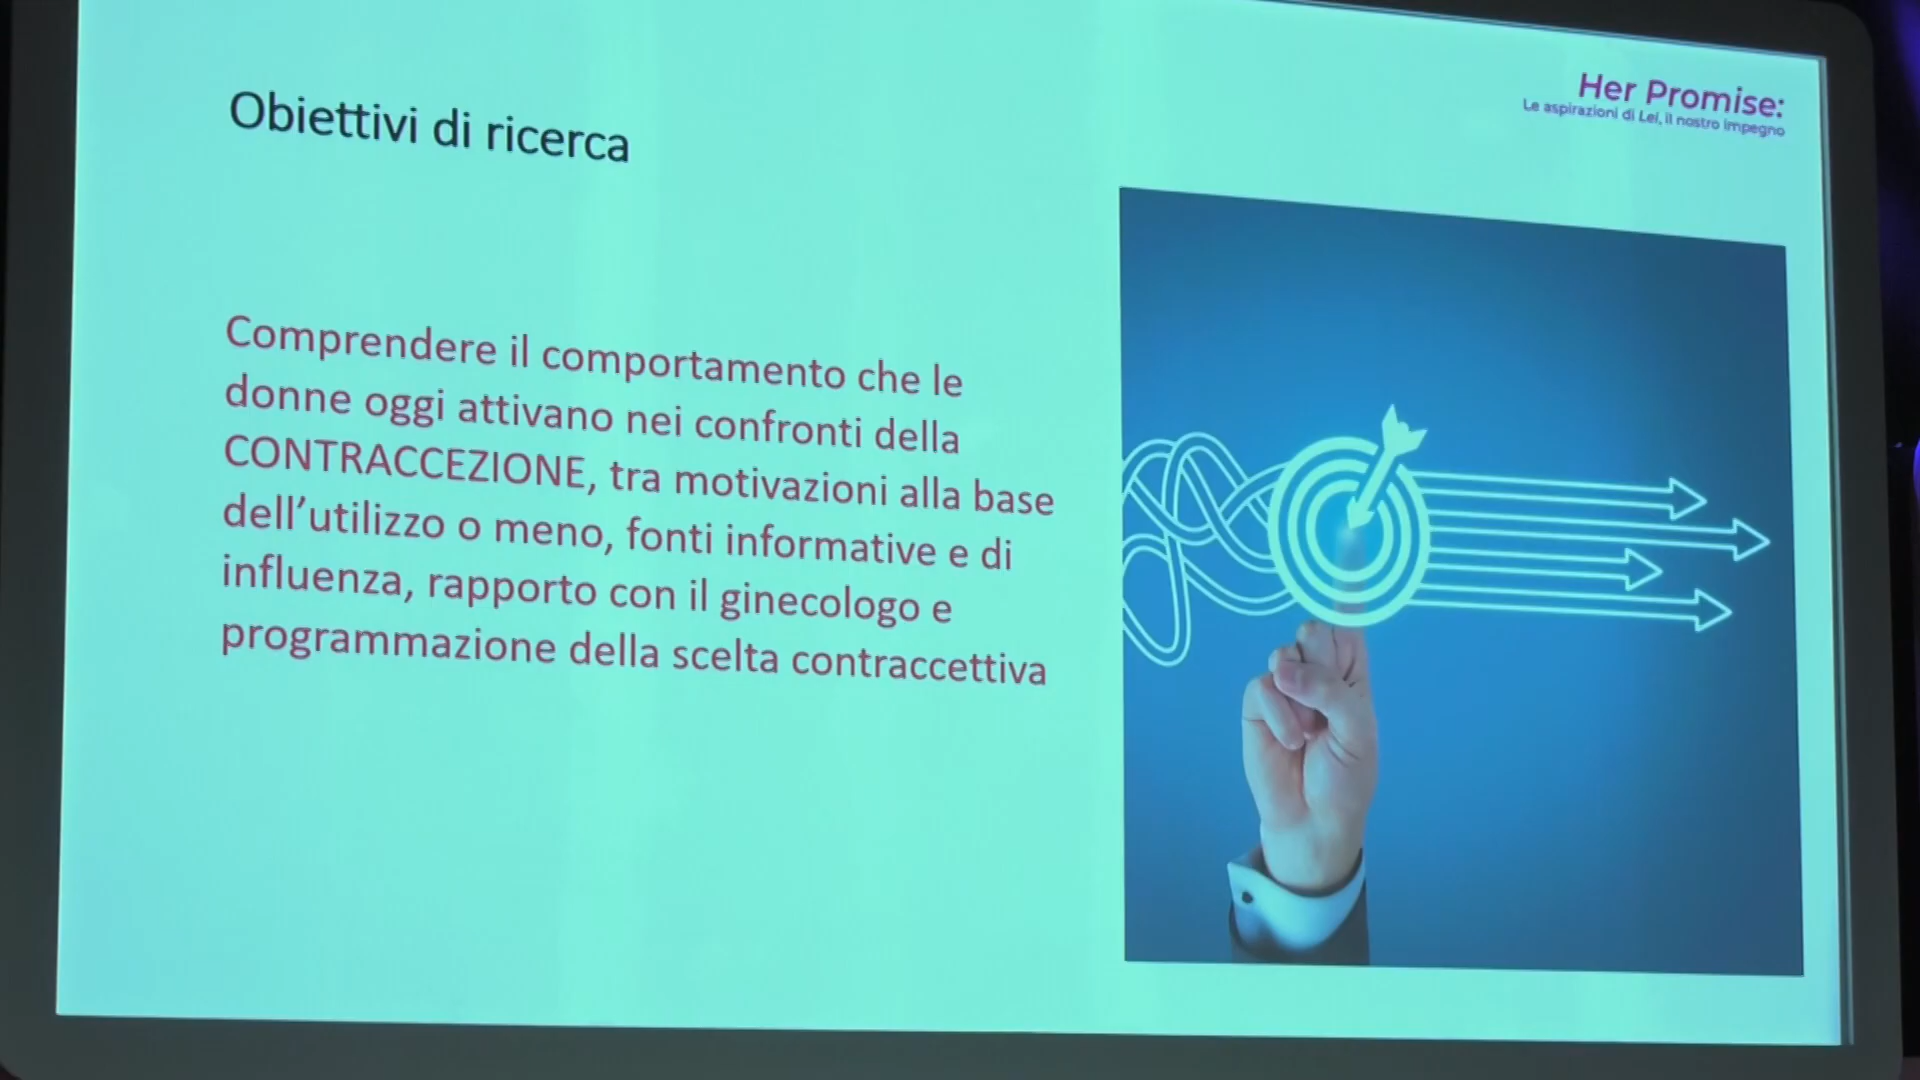 Her Promise:
Le aspirazioni di Lei, il nostro impegno
Obiettivi di ricerca
Comprendere il comportamento che le
donne oggi attivano nei confronti della
CONTRACCEZIONE, tra motivazioni alla base
dell’utilizzo o meno, fonti informative e di
influenza, rapporto con il ginecologo e
programmazione della scelta contraccettiva